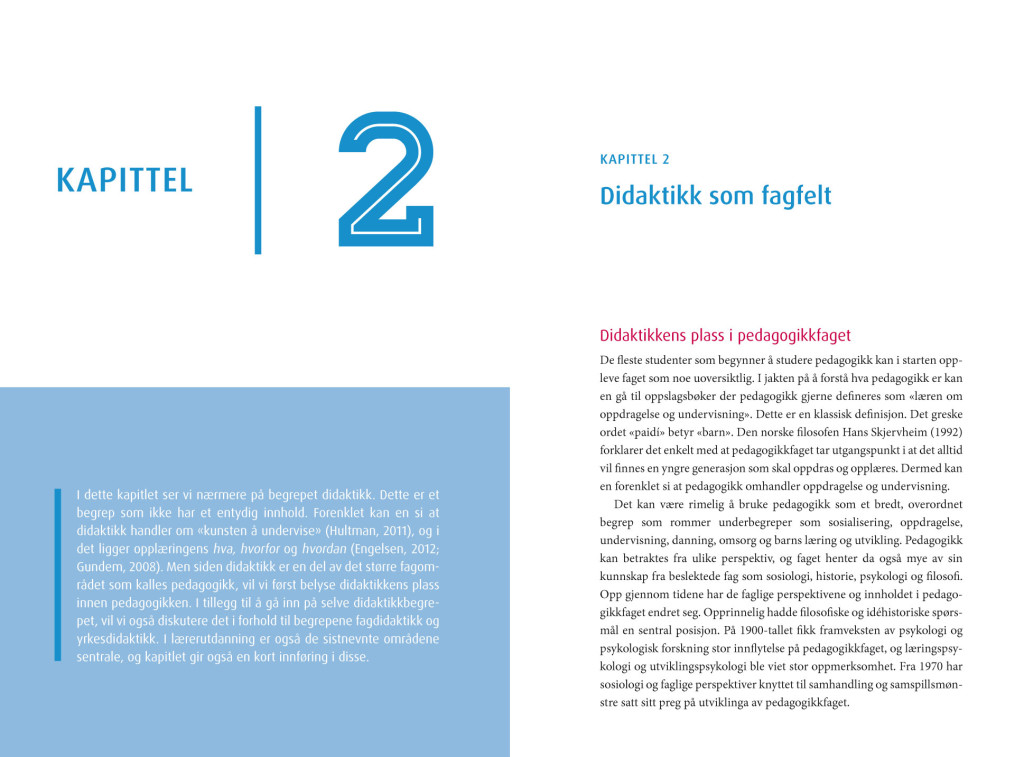 KAPITTEL
2
I dette kapitlet ser vi nærmere på begrepet didaktikk. Dette er et
begrep som ikke har et entydig innhold. Forenklet kan en si at
didaktikk handler om «kunsten å undervise» (Hultman, 2011), og i
det ligger opplæringens hva, hvorfor og hvordan (Engelsen, 2012;
Gundem, 2008). Men siden didaktikk er en del av det større fagom-
rådet som kalles pedagogikk, vil vi først belyse didaktikkens plass
innen pedagogikken. I tillegg til å gå inn på selve didaktikkbegre-
pet, vil vi også diskutere det i forhold til begrepene fagdidaktikk og
yrkesdidaktikk. I lærerutdanning er også de sistnevnte områdene
sentrale, og kapitlet gir også en kort innføring i disse.
KAPITTEL 2
Didaktikk som fagfelt
Didaktikkens plass i pedagogikkfaget
De fleste studenter som begynner å studere pedagogikk kan i starten opp-
leve faget som noe uoversiktlig. I jakten på å forstå hva pedagogikk er kan
en gå til oppslagsbøker der pedagogikk gjerne defineres som «læren om
oppdragelse og undervisning». Dette er en klassisk definisjon. Det greske
ordet «paidí» betyr «barn». Den norske filosofen Hans Skjervheim (1992)
forklarer det enkelt med at pedagogikkfaget tar utgangspunkt i at det alltid
vil finnes en yngre generasjon som skal oppdras og opplæres. Dermed kan
en forenklet si at pedagogikk omhandler oppdragelse og undervisning.
Det kan være rimelig å bruke pedagogikk som et bredt, overordnet
begrep som rommer underbegreper som sosialisering, oppdragelse,
undervisning, danning, omsorg og barns læring og utvikling. Pedagogikk
kan betraktes fra ulike perspektiv, og faget henter da også mye av sin
kunnskap fra beslektede fag som sosiologi, historie, psykologi og filosofi.
Opp gjennom tidene har de faglige perspektivene og innholdet i pedago-
gikkfaget endret seg. Opprinnelig hadde filosofiske og idéhistoriske spørs-
mål en sentral posisjon. På 1900-tallet fikk framveksten av psykologi og
psykologisk forskning stor innflytelse på pedagogikkfaget, og læringspsy-
kologi og utviklingspsykologi ble viet stor oppmerksomhet. Fra 1970 har
sosiologi og faglige perspektiver knyttet til samhandling og samspillsmøn-
stre satt sitt preg på utviklinga av pedagogikkfaget.